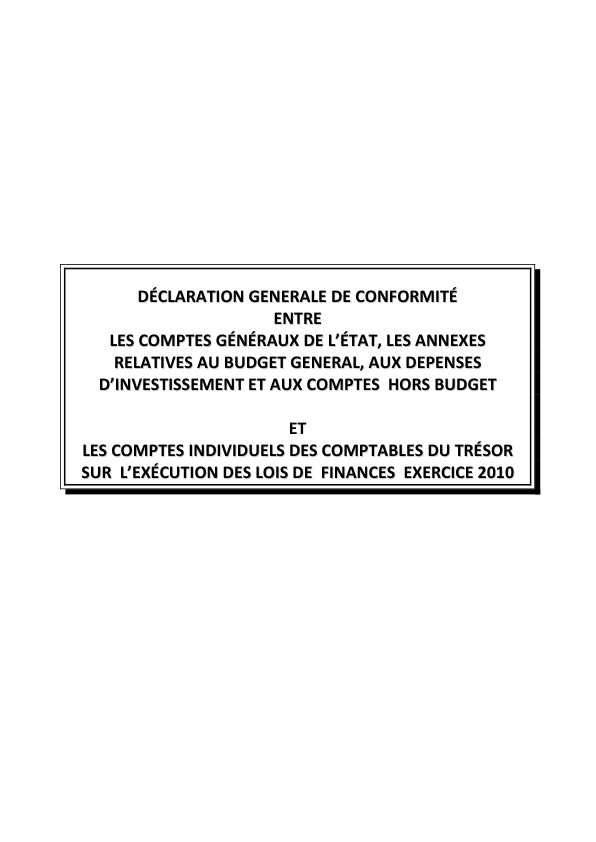 DÉCLARATION GENERALE DE CONFORMITÉ
ENTRE
LES COMPTES GÉNÉRAUX DE L’ÉTAT, LES ANNEXES
RELATIVES AU BUDGET GENERAL, AUX DEPENSES
D’INVESTISSEMENT ET AUX COMPTES HORS BUDGET
ET
LES COMPTES INDIVIDUELS DES COMPTABLES DU TRÉSOR
SUR L’EXÉCUTION DES LOIS DE FINANCES EXERCICE 2010